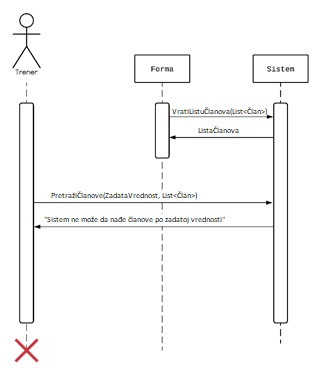 Trener
Forma
Sistem
VratiListuČlanova(List<Član>)
ListaČlanova
PretražiČlanove(ZadataVrednost, List<Član>)
"Sistem ne može da nađe članove po zadatoj vrednosti"